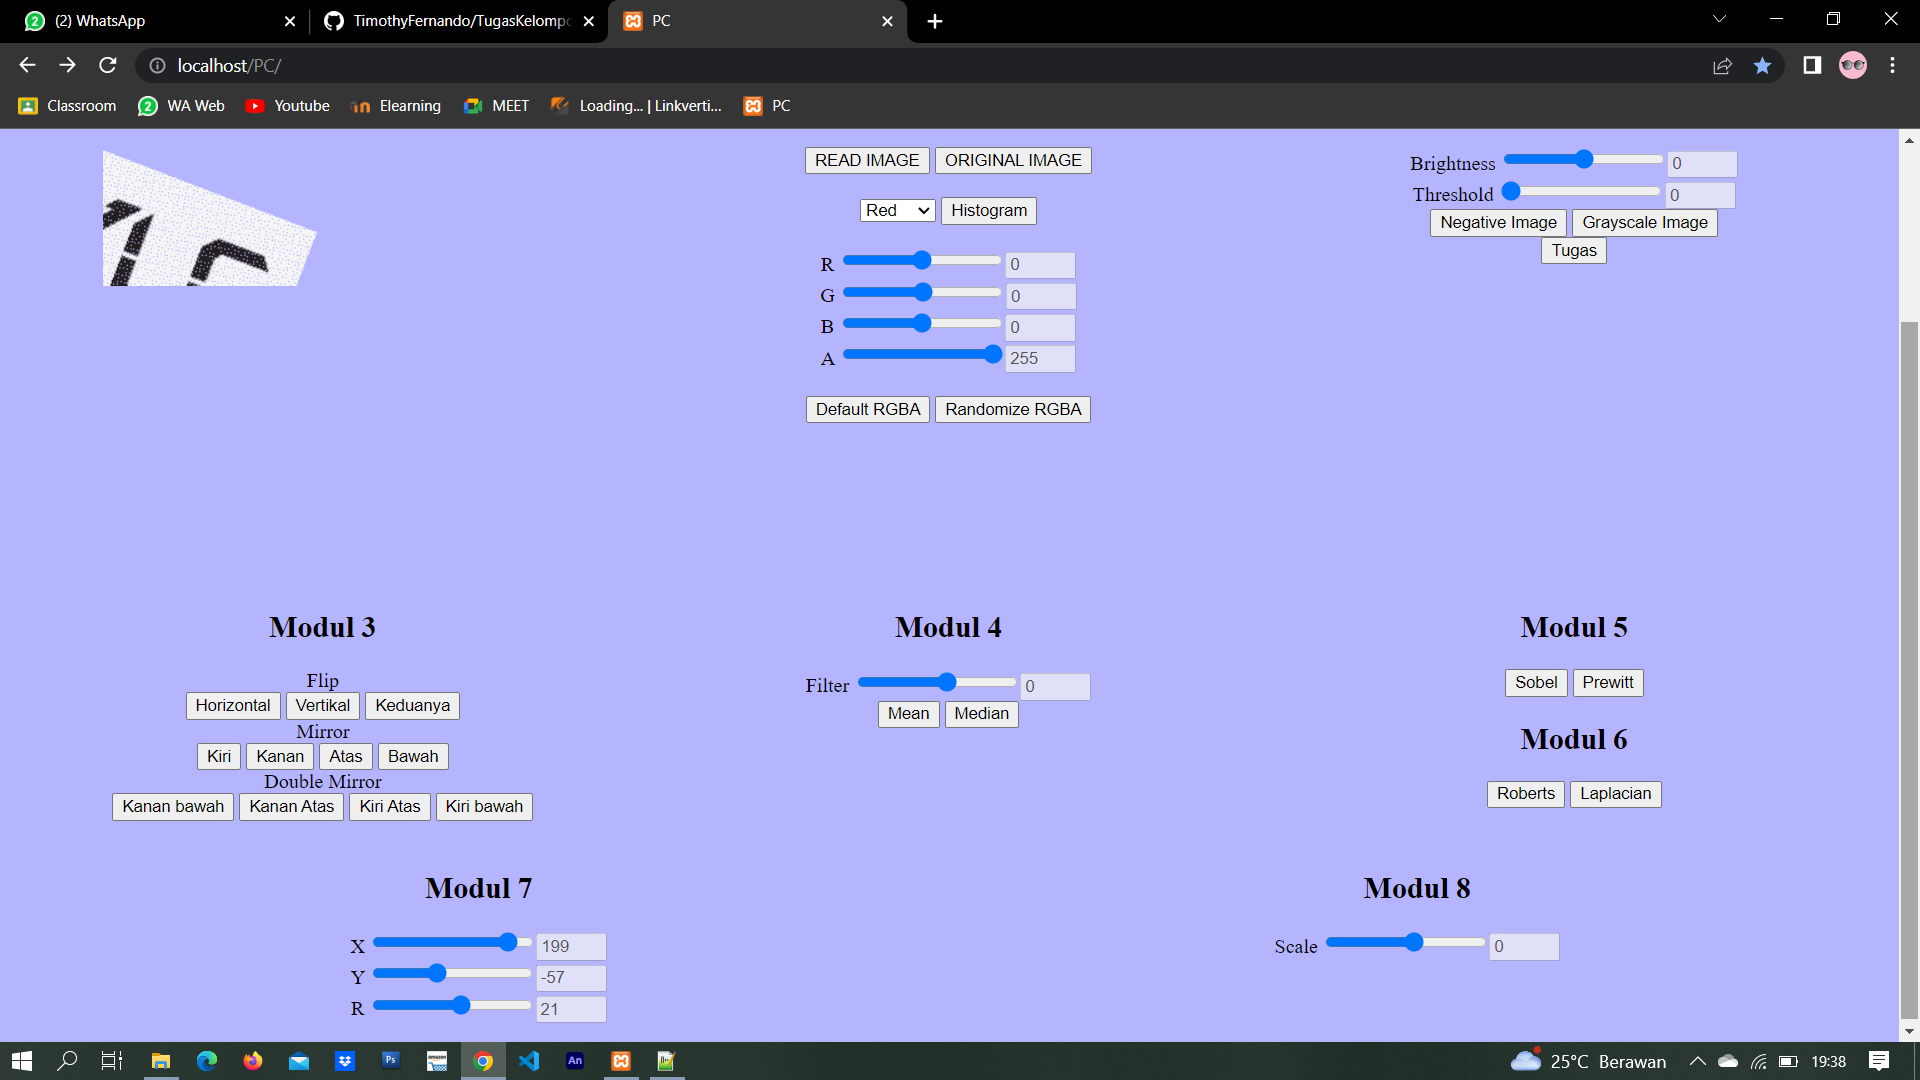 (2) WhatsApp
TimothyFernando/TugasKelompo
PC
localhost/PC/
Classroom
WA Web
Youtube
Elearning
MEET
Loading... | Linkverti...
PC
READ IMAGE
ORIGINAL IMAGE
Red
Histogram
R
0
G
0
B
0
A
255
Default RGBA
Randomize RGBA
Brightness
0
Threshold
0
Negative Image
Grayscale Image
Tugas
Modul 3
Flip
Horizontal
Vertikal
Keduanya
Mirror
Kiri
Kanan
Atas
Bawah
Double Mirror
Kanan bawah
Kanan Atas
Kiri Atas
Kiri bawah
Modul 4
Filter
0
Mean
Median
Modul 5
Sobel
Prewitt
Modul 6
Roberts
Laplacian
Modul 7
X
199
Y
-57
R
21
Modul 8
Scale
0
25°C Berawan
19:38